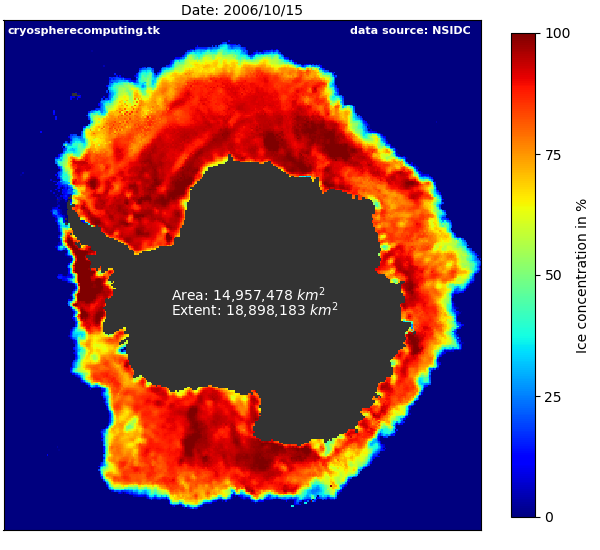 Date: 2006/10/15
cryospherecomputing.tk
data source: NSIDC
Area: 14,957,478 km²
Extent: 18,898,183 km²
100
75
50
25
0
Ice concentration in %